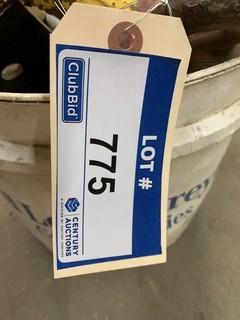 LOT #
775
ClubBid
CENTURY
AUCTIONS